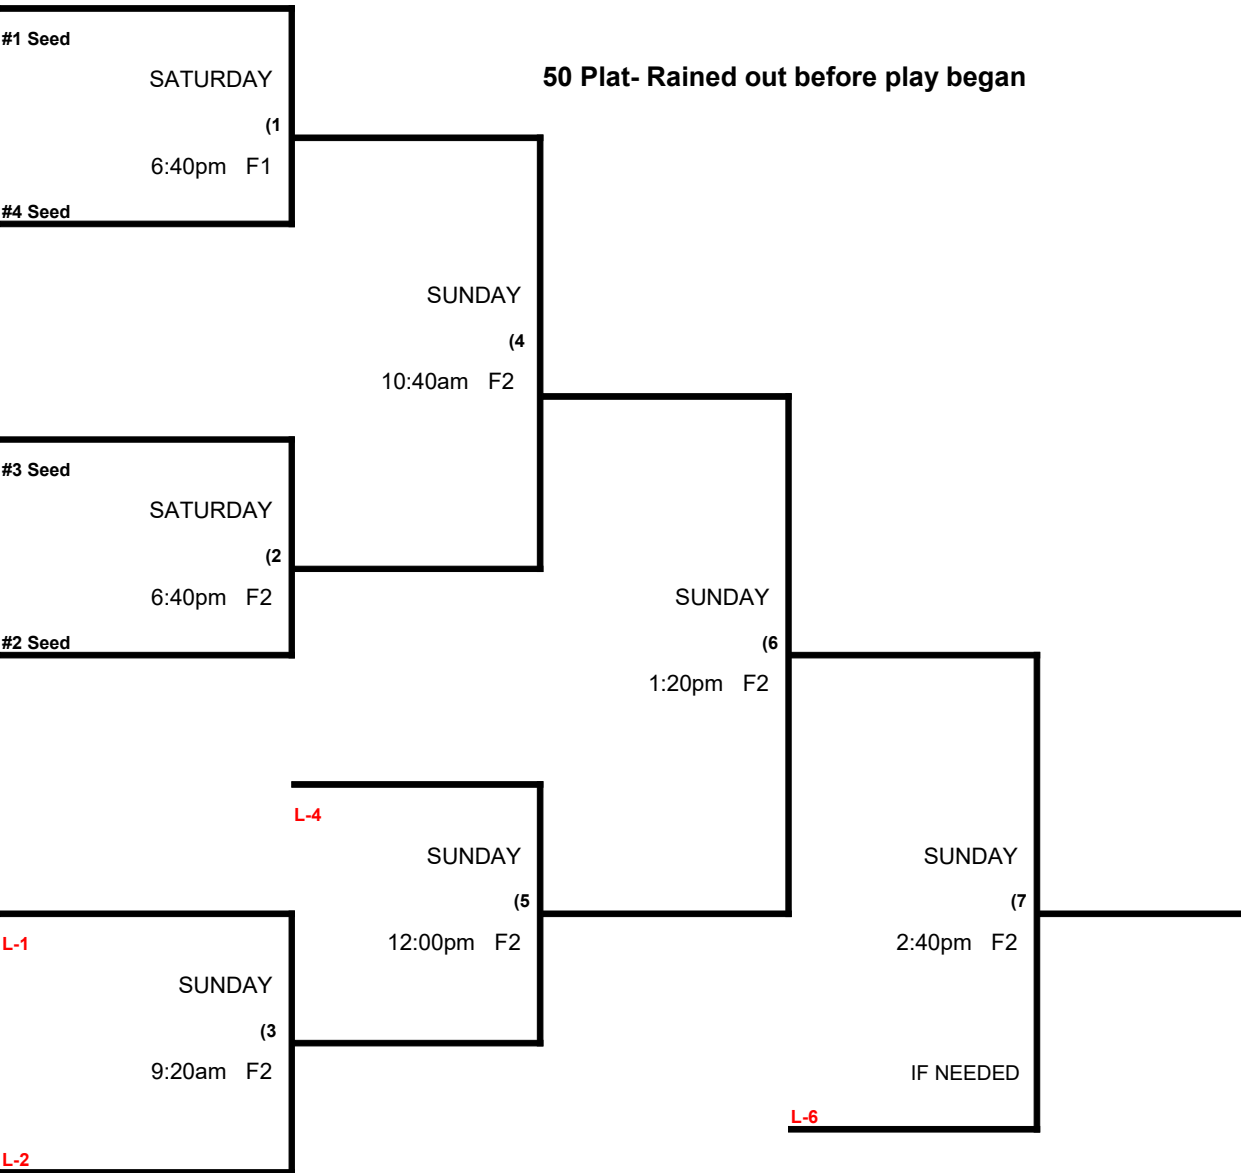 #1 Seed
50 Plat- Rained out before play began
SATURDAY
(1
6:40pm F1
#4 Seed
SUNDAY
(4
10:40am F2
#3 Seed
SATURDAY
(2
6:40pm F2
#2 Seed
SUNDAY
(6
1:20pm F2
L-4
SUNDAY
(5
12:00pm F2
SUNDAY
(7
2:40pm F2
L-1
SUNDAY
(3
9:20am F2
IF NEEDED
L-6
L-2